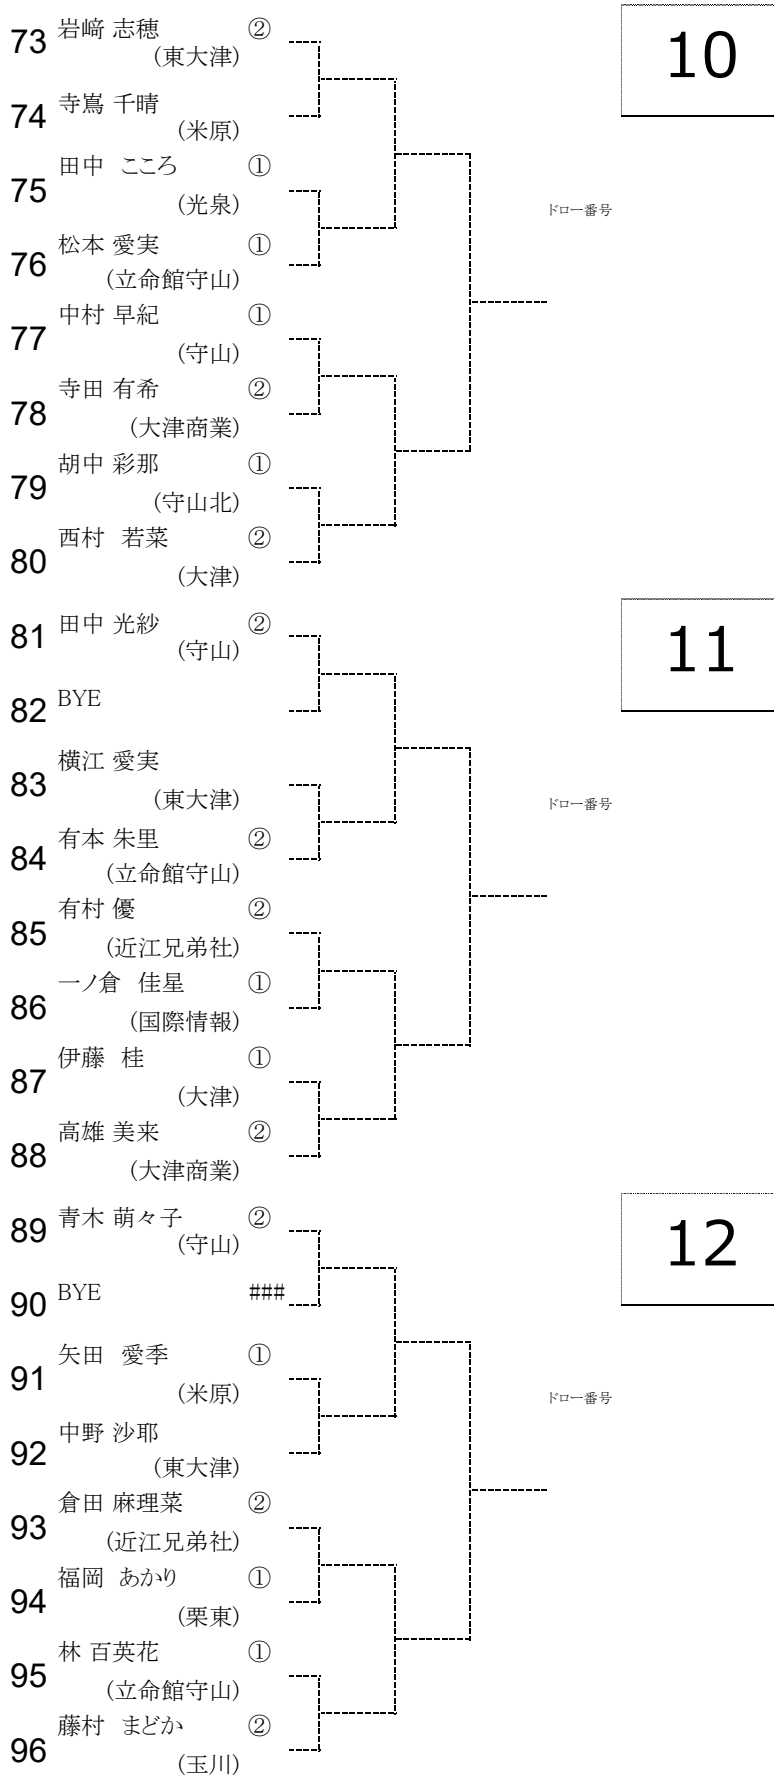 73 岩﨑 志穂 ②
(東大津)
10
74 寺嶌 千晴
(米原)
75 田中 こころ ①
(光泉)
ドロー番号
76 松本 愛実 ①
(立命館守山)
77 中村 早紀 ①
(守山)
78 寺田 有希 ②
(大津商業)
79 胡中 彩那 ①
(守山北)
80 西村 若菜 ②
(大津)
81 田中 光紗 ②
(守山)
11
82 BYE
83 横江 愛実
(東大津)
ドロー番号
84 有本 朱里 ②
(立命館守山)
85 有村 優 ②
(近江兄弟社)
86 一ノ倉 佳星 ①
(国際情報)
87 伊藤 桂 ①
(大津)
88 高雄 美来 ②
(大津商業)
89 青木 萌々子 ②
(守山)
12
90 BYE ###
91 矢田 愛季 ①
(米原)
ドロー番号
92 中野 沙耶
(東大津)
93 倉田 麻理菜 ②
(近江兄弟社)
94 福岡 あかり ①
(栗東)
95 林 百英花 ①
(立命館守山)
96 藤村 まどか ②
(玉川)